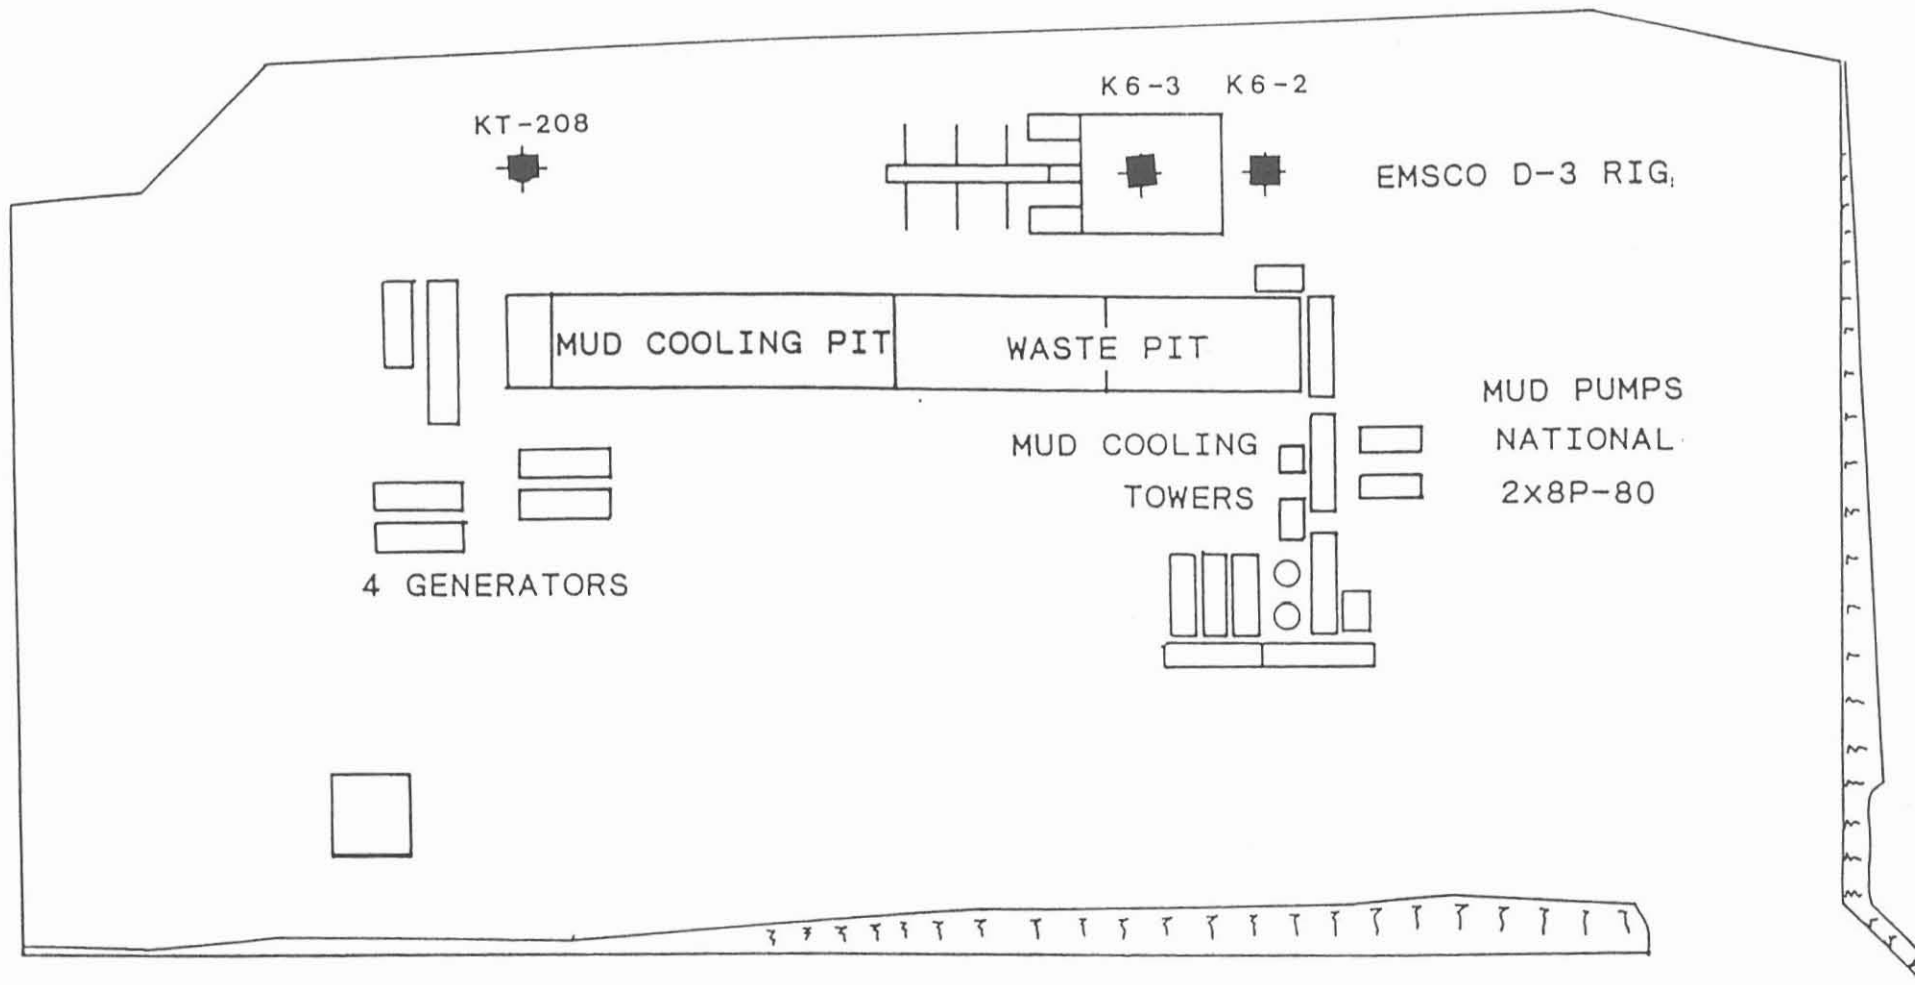 K6-3 K6-2
KT-208
EMSCO D-3 RIG
MUD COOLING PIT
WASTE PIT
MUD PUMPS
NATIONAL
2x8P-80
MUD COOLING
TOWERS
4 GENERATORS